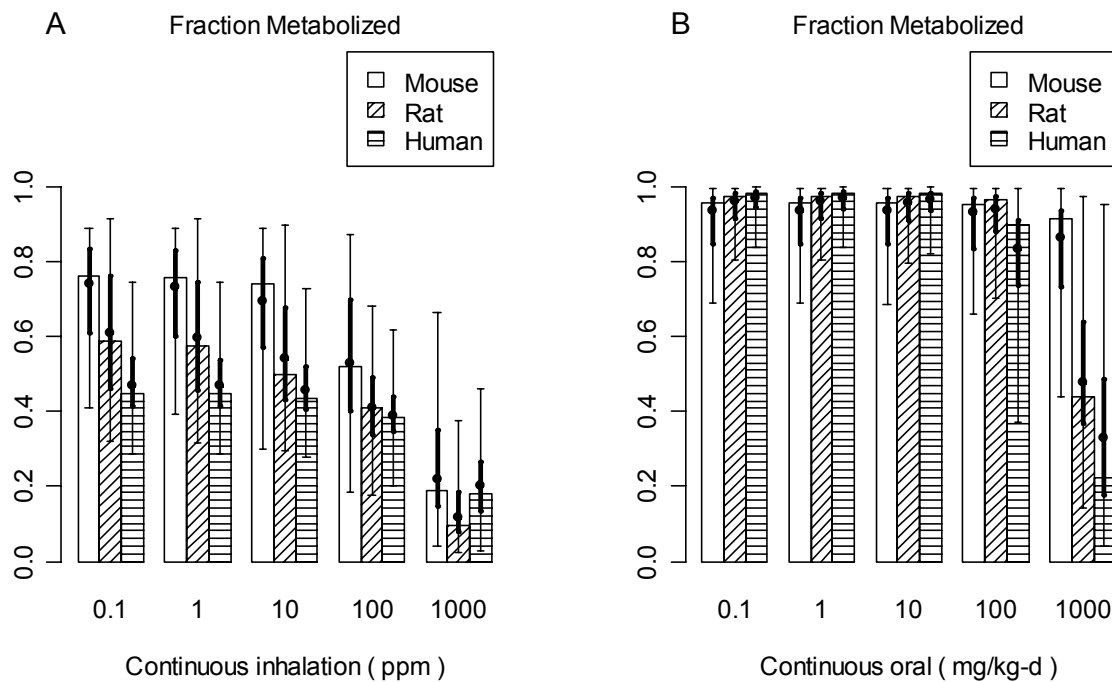 A Fraction Metabolized
Mouse
Rat
Human
1.0
0.8
0.6
0.4
0.2
0.0
0.1 1 10 100 1000
Continuous inhalation ( ppm )
B Fraction Metabolized
Mouse
Rat
Human
1.0
0.8
0.6
0.4
0.2
0.0
0.1 1 10 100 1000
Continuous oral ( mg/kg-d )